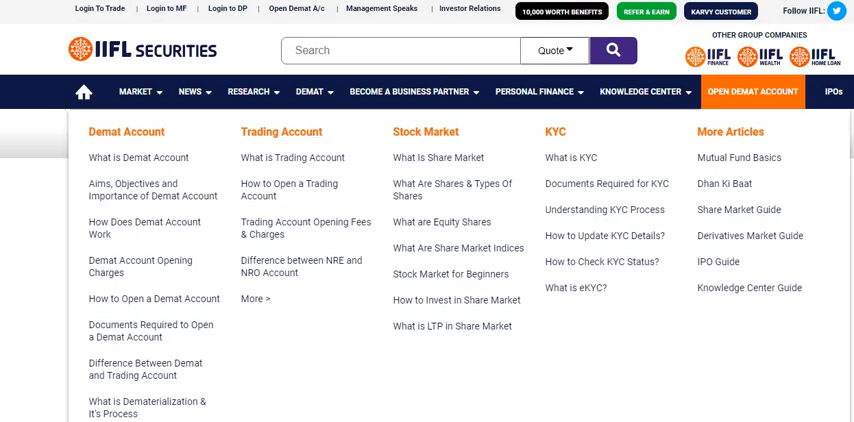 Login To Trade | Login to MF | Login to DP | Open Demat A/c | Management Speaks | Investor Relations 10,000 WORTH BENEFITS REFER & EARN KARVY CUSTOMER Follow IIFL:
OTHER GROUP COMPANIES
IIFL SECURITIES
Search
Quote
IIFL FINANCE
IIFL WEALTH
IIFL HOME LOAN
MARKET NEWS RESEARCH DEMAT BECOME A BUSINESS PARTNER PERSONAL FINANCE KNOWLEDGE CENTER OPEN DEMAT ACCOUNT IPOs
Demat Account
What is Demat Account
Aims, Objectives and
Importance of Demat Account
How Does Demat Account
Work
Demat Account Opening
Charges
How to Open a Demat Account
Documents Required to Open
a Demat Account
Difference Between Demat
and Trading Account
What is Dematerialization &
It's Process
Trading Account
What is Trading Account
How to Open a Trading
Account
Trading Account Opening Fees
& Charges
Difference between NRE and
NRO Account
More >
Stock Market
What Is Share Market
What Are Shares & Types Of
Shares
What are Equity Shares
What Are Share Market Indices
Stock Market for Beginners
How to Invest in Share Market
What is LTP in Share Market
KYC
What is KYC
Documents Required for KYC
Understanding KYC Process
How to Update KYC Details?
How to Check KYC Status?
What is eKYC?
More Articles
Mutual Fund Basics
Dhan Ki Baat
Share Market Guide
Derivatives Market Guide
IPO Guide
Knowledge Center Guide